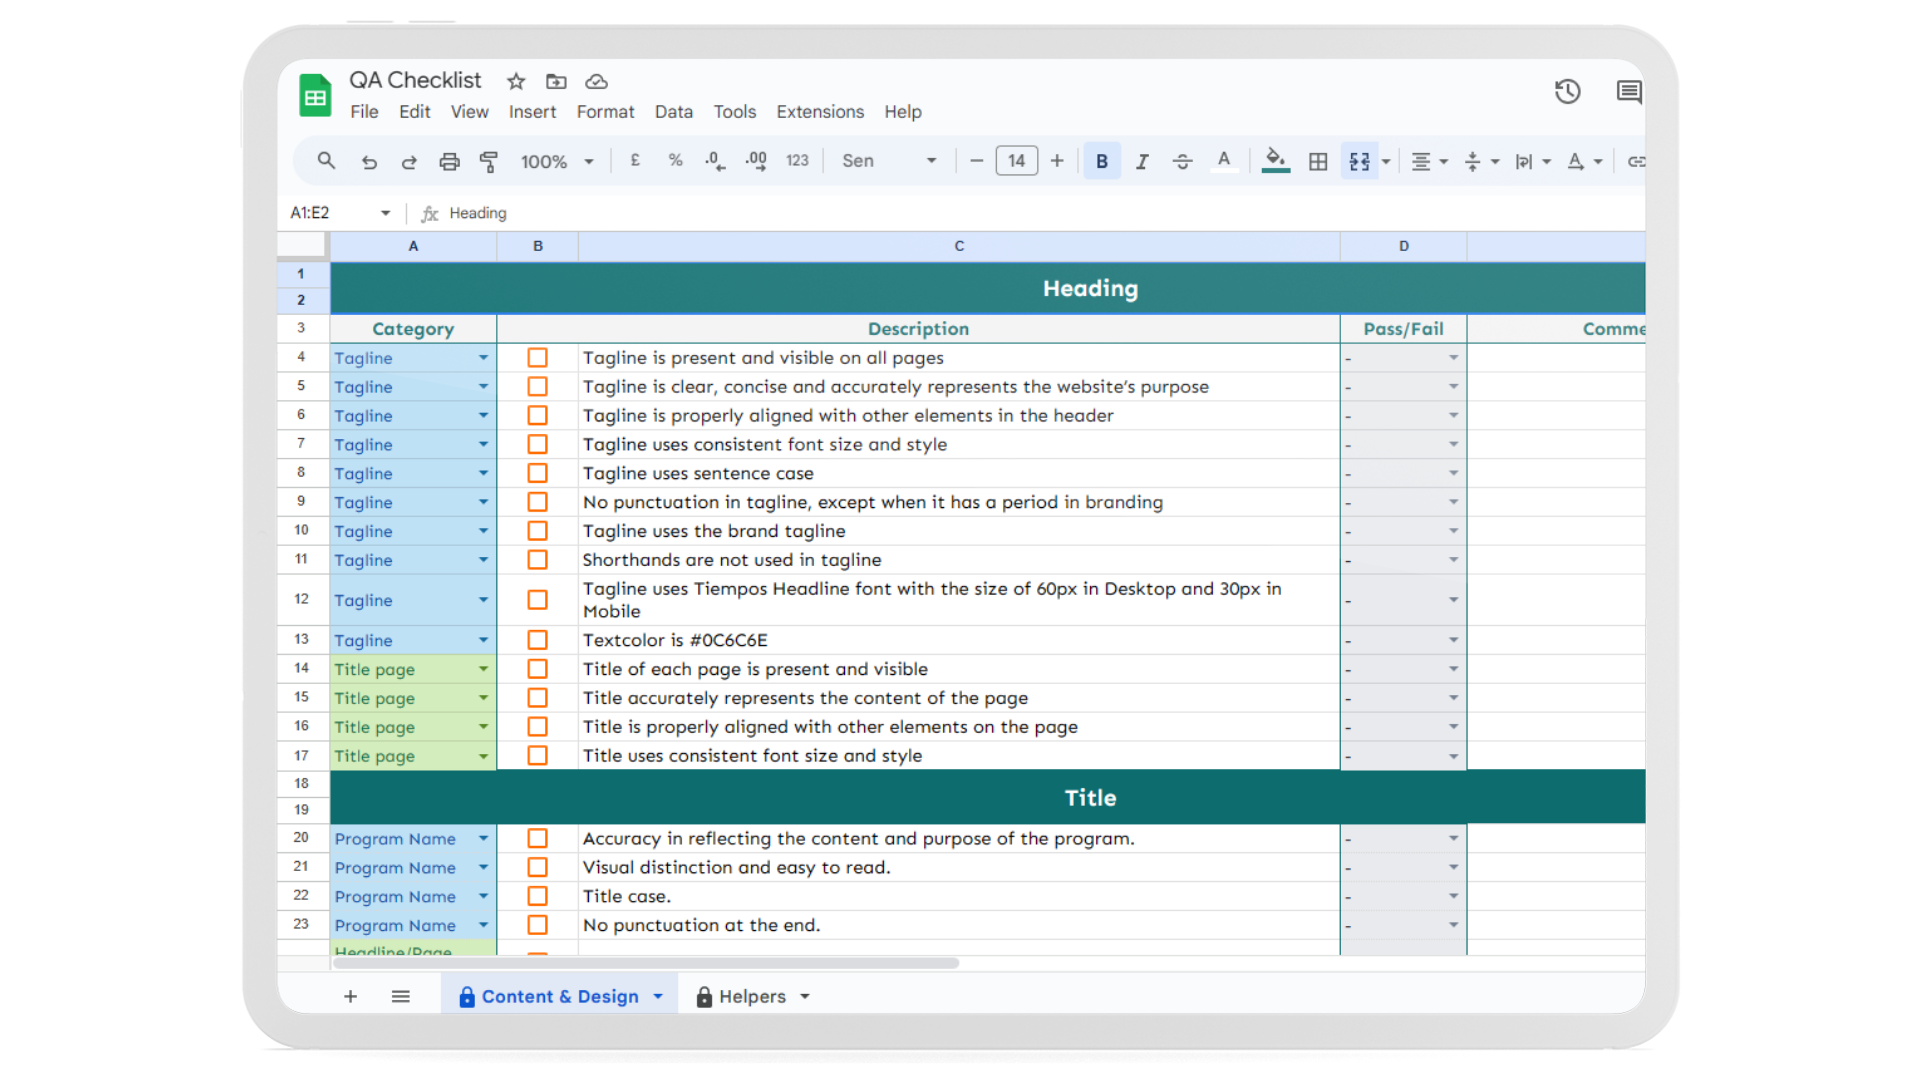 QA Checklist
File Edit View Insert Format Data Tools Extensions Help
100% £ % .0 .00 123 Sen 14 B I A
A1:E2 fx Heading
A B C D
1 Heading
2
3 Category Description Pass/Fail Comme
4 Tagline Tagline is present and visible on all pages -
5 Tagline Tagline is clear, concise and accurately represents the website’s purpose -
6 Tagline Tagline is properly aligned with other elements in the header -
7 Tagline Tagline uses consistent font size and style -
8 Tagline Tagline uses sentence case -
9 Tagline No punctuation in tagline, except when it has a period in branding -
10 Tagline Tagline uses the brand tagline -
11 Tagline Shorthands are not used in tagline -
12 Tagline Tagline uses Tiempos Headline font with the size of 60px in Desktop and 30px in
Mobile -
13 Tagline Textcolor is #0C6C6E -
14 Title page Title of each page is present and visible -
15 Title page Title accurately represents the content of the page -
16 Title page Title is properly aligned with other elements on the page -
17 Title page Title uses consistent font size and style -
18 Title
19
20 Program Name Accuracy in reflecting the content and purpose of the program. -
21 Program Name Visual distinction and easy to read. -
22 Program Name Title case. -
23 Program Name No punctuation at the end. -
Headline/Page
+ Content & Design Helpers